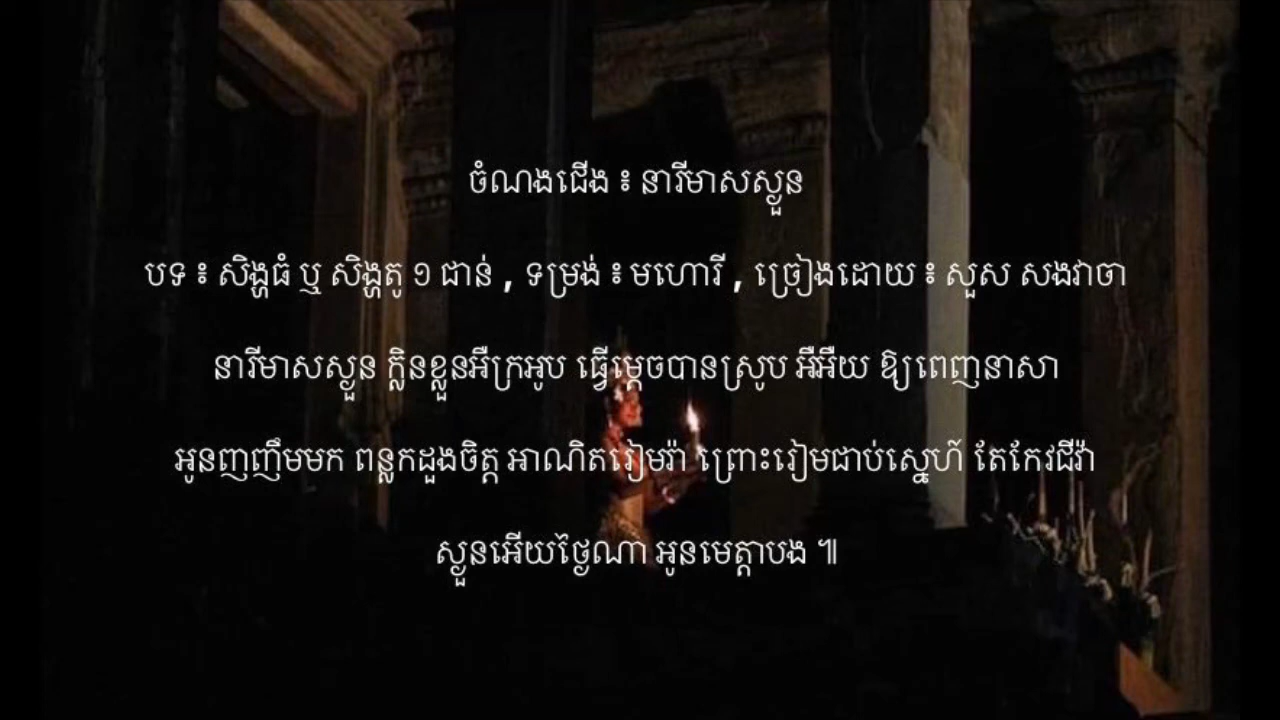 ចំណងជើង ៖ នារីមាសស្ងួន
បទ ៖ សិង្ហធំ ឬ សិង្ហតូ ១ ជាន់ , ទម្រង់ ៖ មហោរី , ច្រៀងដោយ ៖ សួស សងវាចា
នារីមាសស្ងួន ក្លិនខ្លួនអឺក្រអូប ធ្វើម្ដេចបានស្រូប អឺអឺយ ឱ្យពេញនាសា
អូនញញឹមមក ពន្លកដួងចិត្ត អាណិតរៀមរ៉ា ព្រោះរៀមជាប់ស្នេហ៍ តែកែវជីវ៉ា
ស្ងួនអើយថ្ងៃណា អូនមេត្តាបង ៕